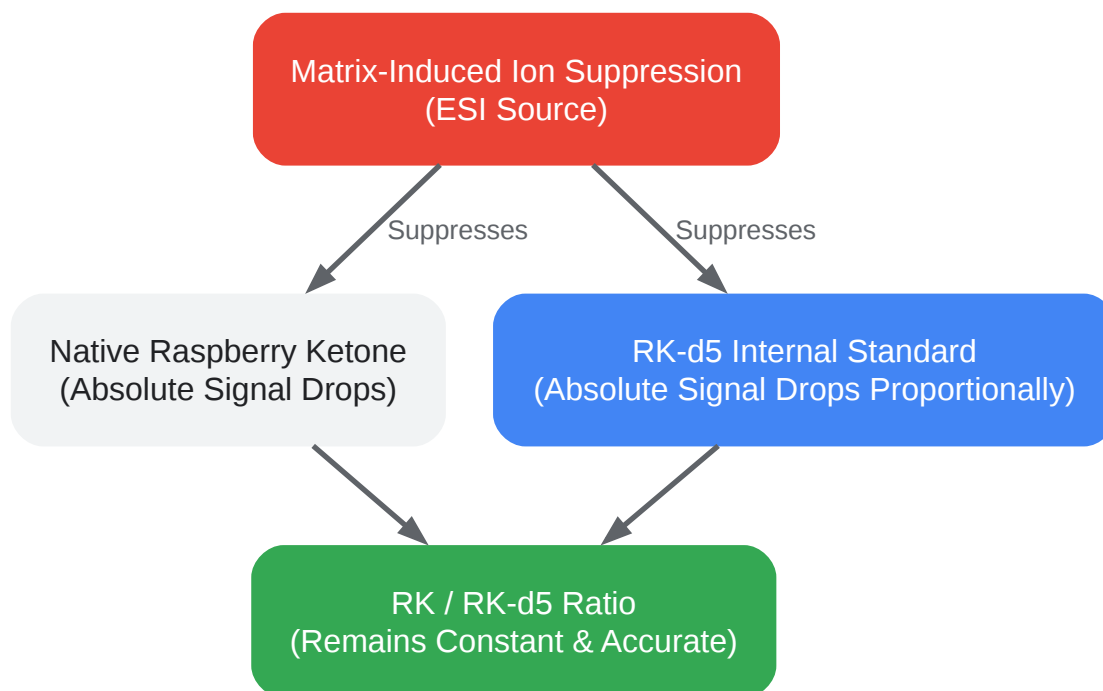 Matrix-Induced Ion Suppression
(ESI Source)
Suppresses
Suppresses
Native Raspberry Ketone
(Absolute Signal Drops)
RK-d5 Internal Standard
(Absolute Signal Drops Proportionally)
RK / RK-d5 Ratio
(Remains Constant & Accurate)